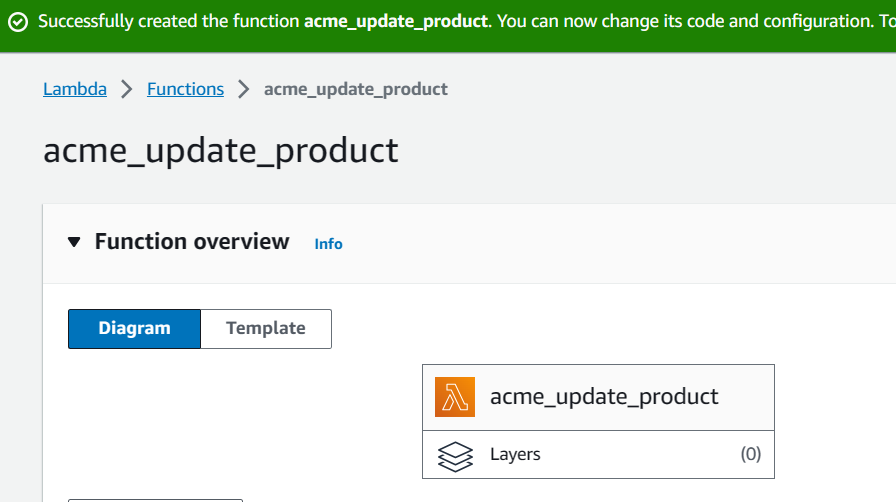 Successfully created the function acme_update_product. You can now change its code and configuration. To
Lambda > Functions > acme_update_product
acme_update_product
Function overview Info
Diagram Template
acme_update_product
Layers (0)